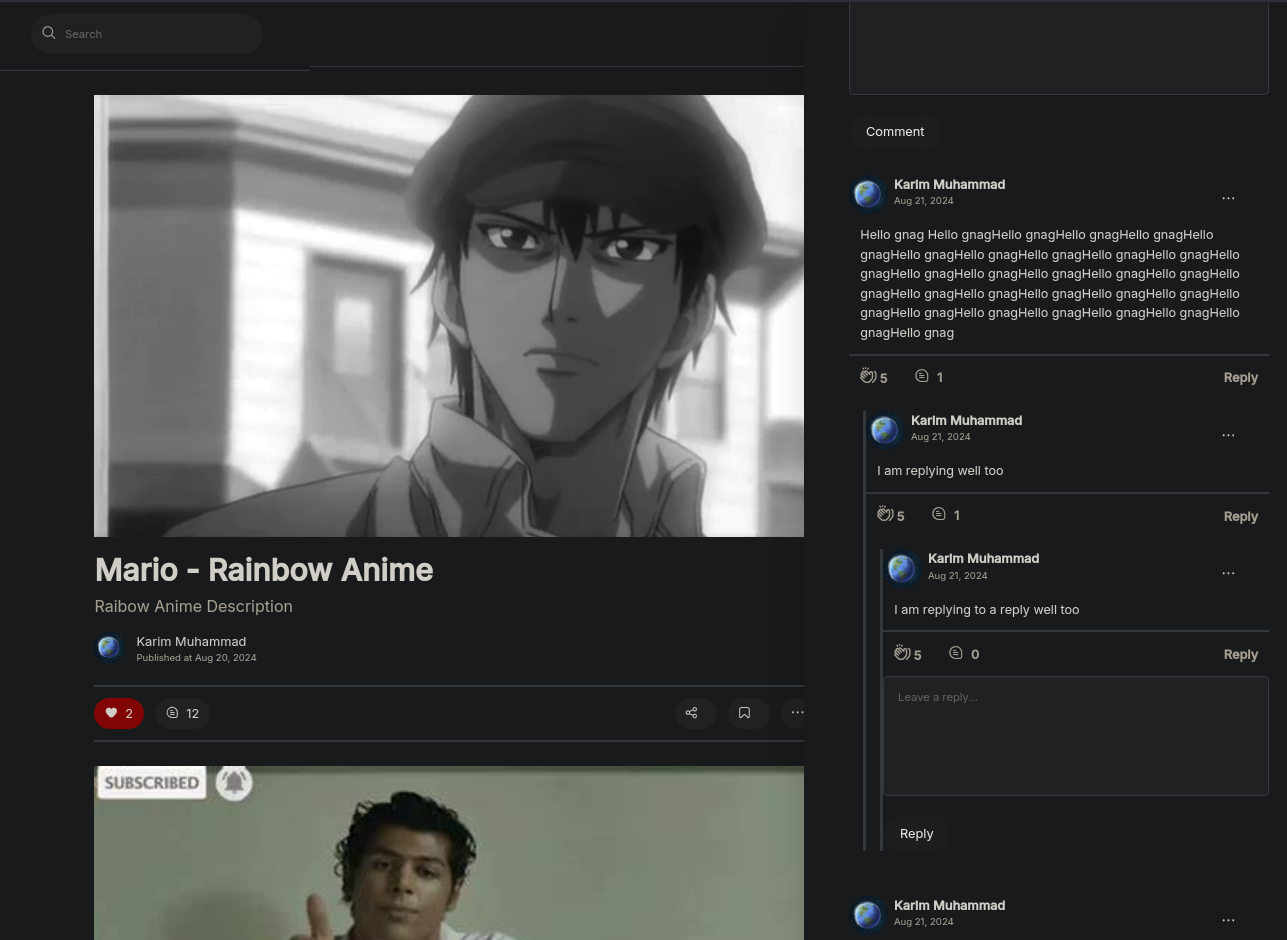 Search
Mario - Rainbow Anime
Raibow Anime Description
Karim Muhammad
Published at Aug 20, 2024
2
12
...
SUBSCRIBED
Comment
Karim Muhammad
Aug 21, 2024
...
Hello gnag Hello gnagHello gnagHello gnagHello gnagHello
gnagHello gnagHello gnagHello gnagHello gnagHello gnagHello
gnagHello gnagHello gnagHello gnagHello gnagHello gnagHello
gnagHello gnagHello gnagHello gnagHello gnagHello gnagHello
gnagHello gnagHello gnagHello gnagHello gnagHello gnagHello
gnagHello gnag
5
1
Reply
Karim Muhammad
Aug 21, 2024
...
I am replying well too
5
1
Reply
Karim Muhammad
Aug 21, 2024
...
I am replying to a reply well too
5
0
Reply
Leave a reply...
Reply
Karim Muhammad
Aug 21, 2024
...